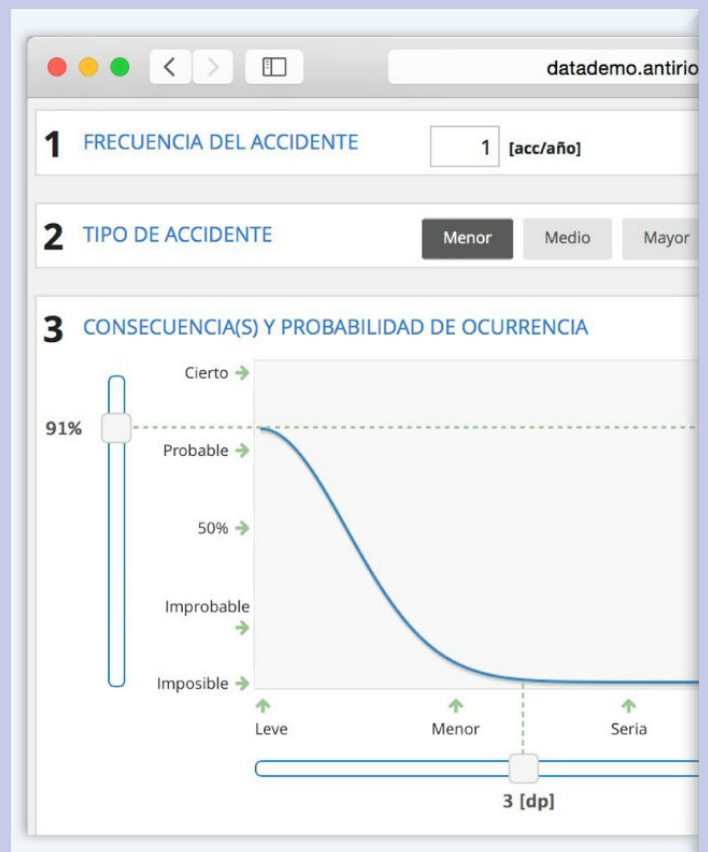 datademo.antirio
1 FRECUENCIA DEL ACCIDENTE 1 [acc/año]
2 TIPO DE ACCIDENTE Menor Medio Mayor
3 CONSECUENCIA(S) Y PROBABILIDAD DE OCURRENCIA
Cierto
91%
Probable
50%
Improbable
Imposible
Leve Menor Seria
3 [dp]